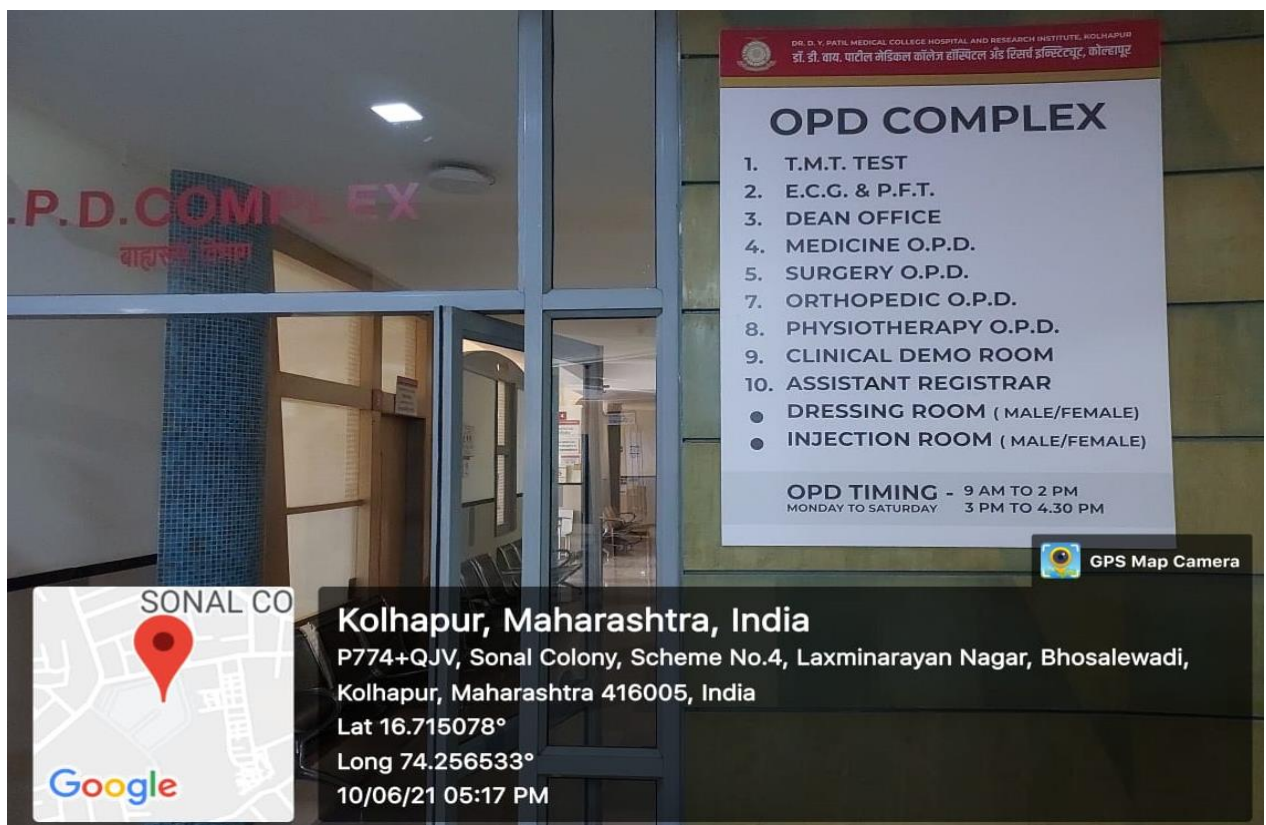 DR. D. Y. PATIL MEDICAL COLLEGE HOSPITAL AND RESEARCH INSTITUTE, KOLHAPUR
डॉ. डी. वाय. पाटील मेडिकल कॉलेज हॉस्पिटल अँड रिसर्च इन्स्टिट्यूट, कोल्हापूर
OPD COMPLEX
1. T.M.T. TEST
2. E.C.G. & P.F.T.
3. DEAN OFFICE
4. MEDICINE O.P.D.
5. SURGERY O.P.D.
7. ORTHOPEDIC O.P.D.
8. PHYSIOTHERAPY O.P.D.
9. CLINICAL DEMO ROOM
10. ASSISTANT REGISTRAR
● DRESSING ROOM ( MALE/FEMALE)
● INJECTION ROOM ( MALE/FEMALE)
OPD TIMING - 9 AM TO 2 PM
MONDAY TO SATURDAY 3 PM TO 4.30 PM
.P.D.COMPLEX
बाह्यरुग्ण विभाग
GPS Map Camera
SONAL CO
Google
Kolhapur, Maharashtra, India
P774+QJV, Sonal Colony, Scheme No.4, Laxminarayan Nagar, Bhosalewadi,
Kolhapur, Maharashtra 416005, India
Lat 16.715078°
Long 74.256533°
10/06/21 05:17 PM